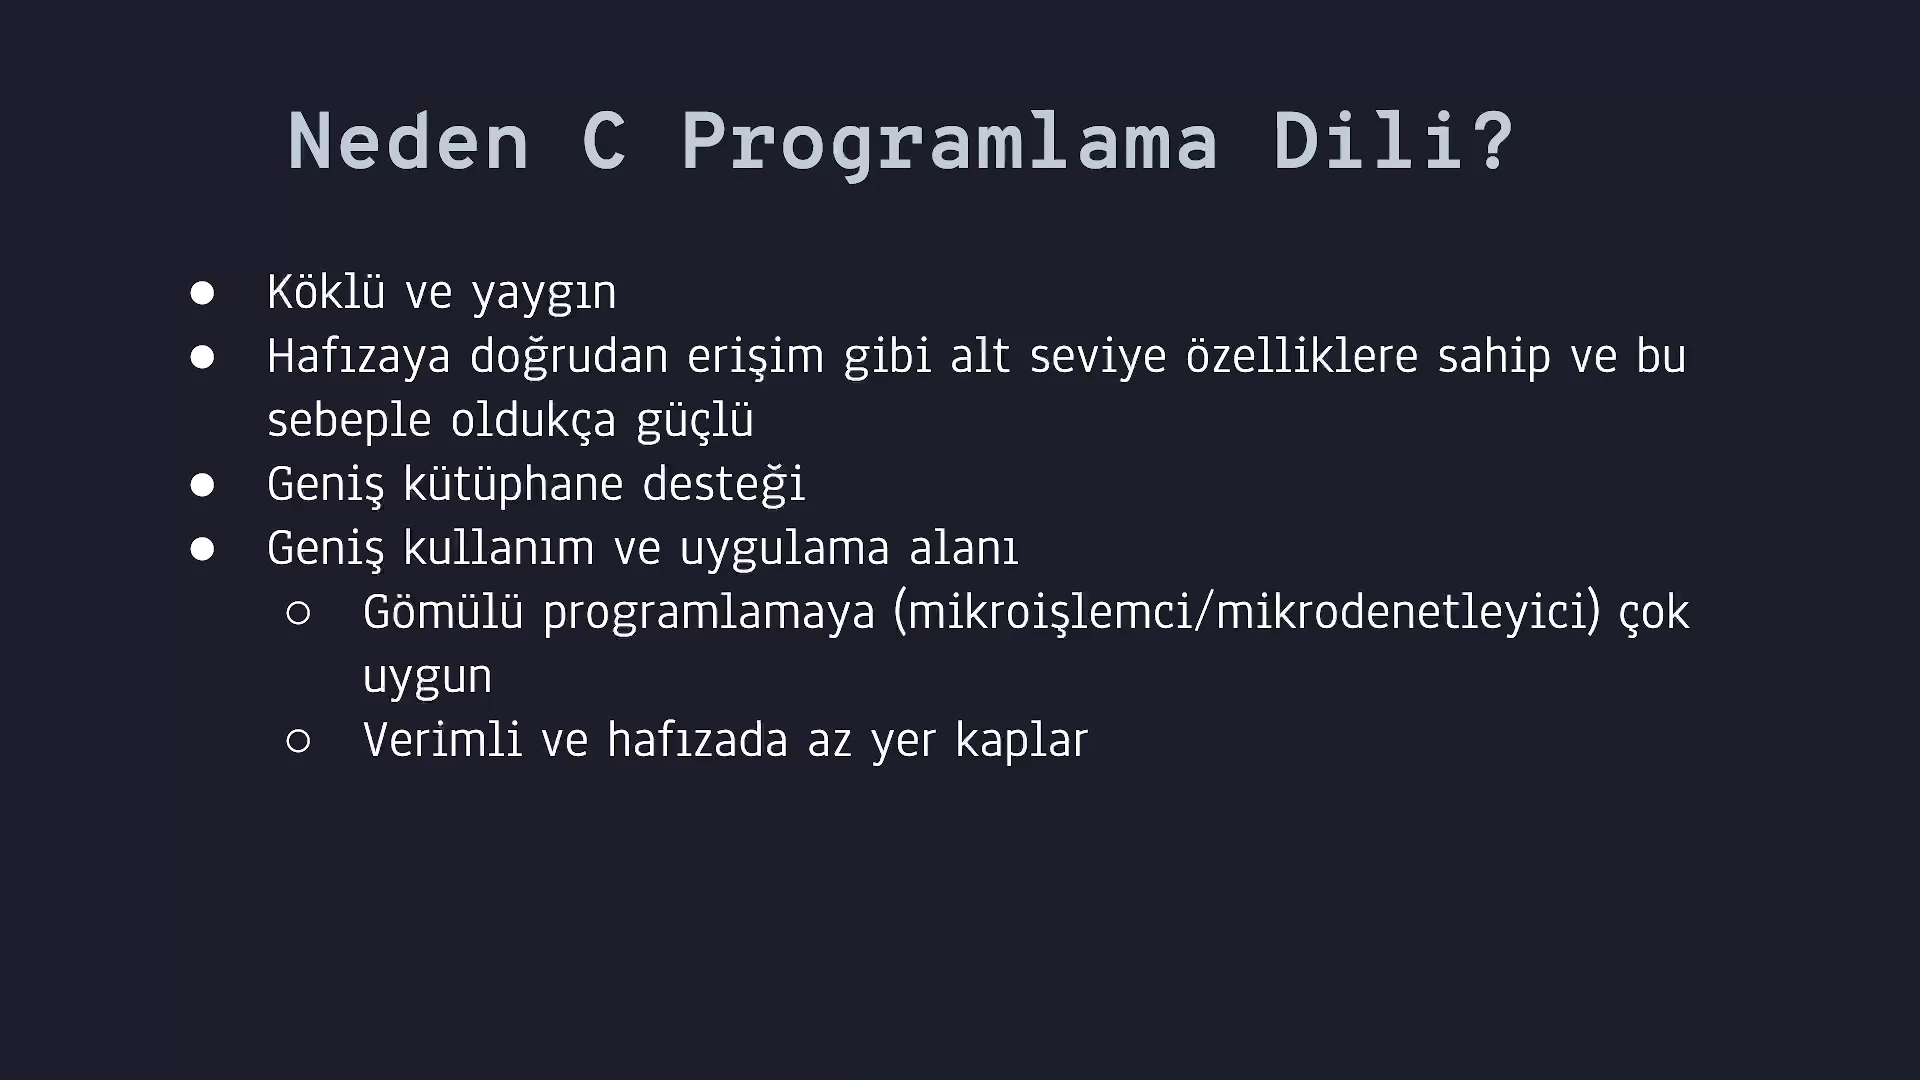 Neden C Programlama Dili?
● Köklü ve yaygın
● Hafızaya doğrudan erişim gibi alt seviye özelliklere sahip ve bu
sebeple oldukça güçlü
● Geniş kütüphane desteği
● Geniş kullanım ve uygulama alanı
○ Gömülü programlamaya (mikroişlemci/mikrodenetleyici) çok
uygun
○ Verimli ve hafızada az yer kaplar